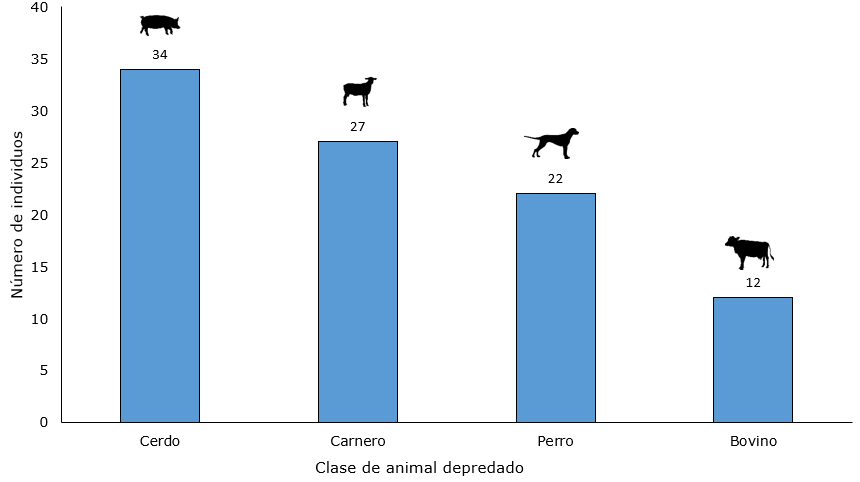 40
35
30
25
20
15
10
5
0
Número de individuos
34
27
22
12
Cerdo
Carnero
Perro
Bovino
Clase de animal depredado